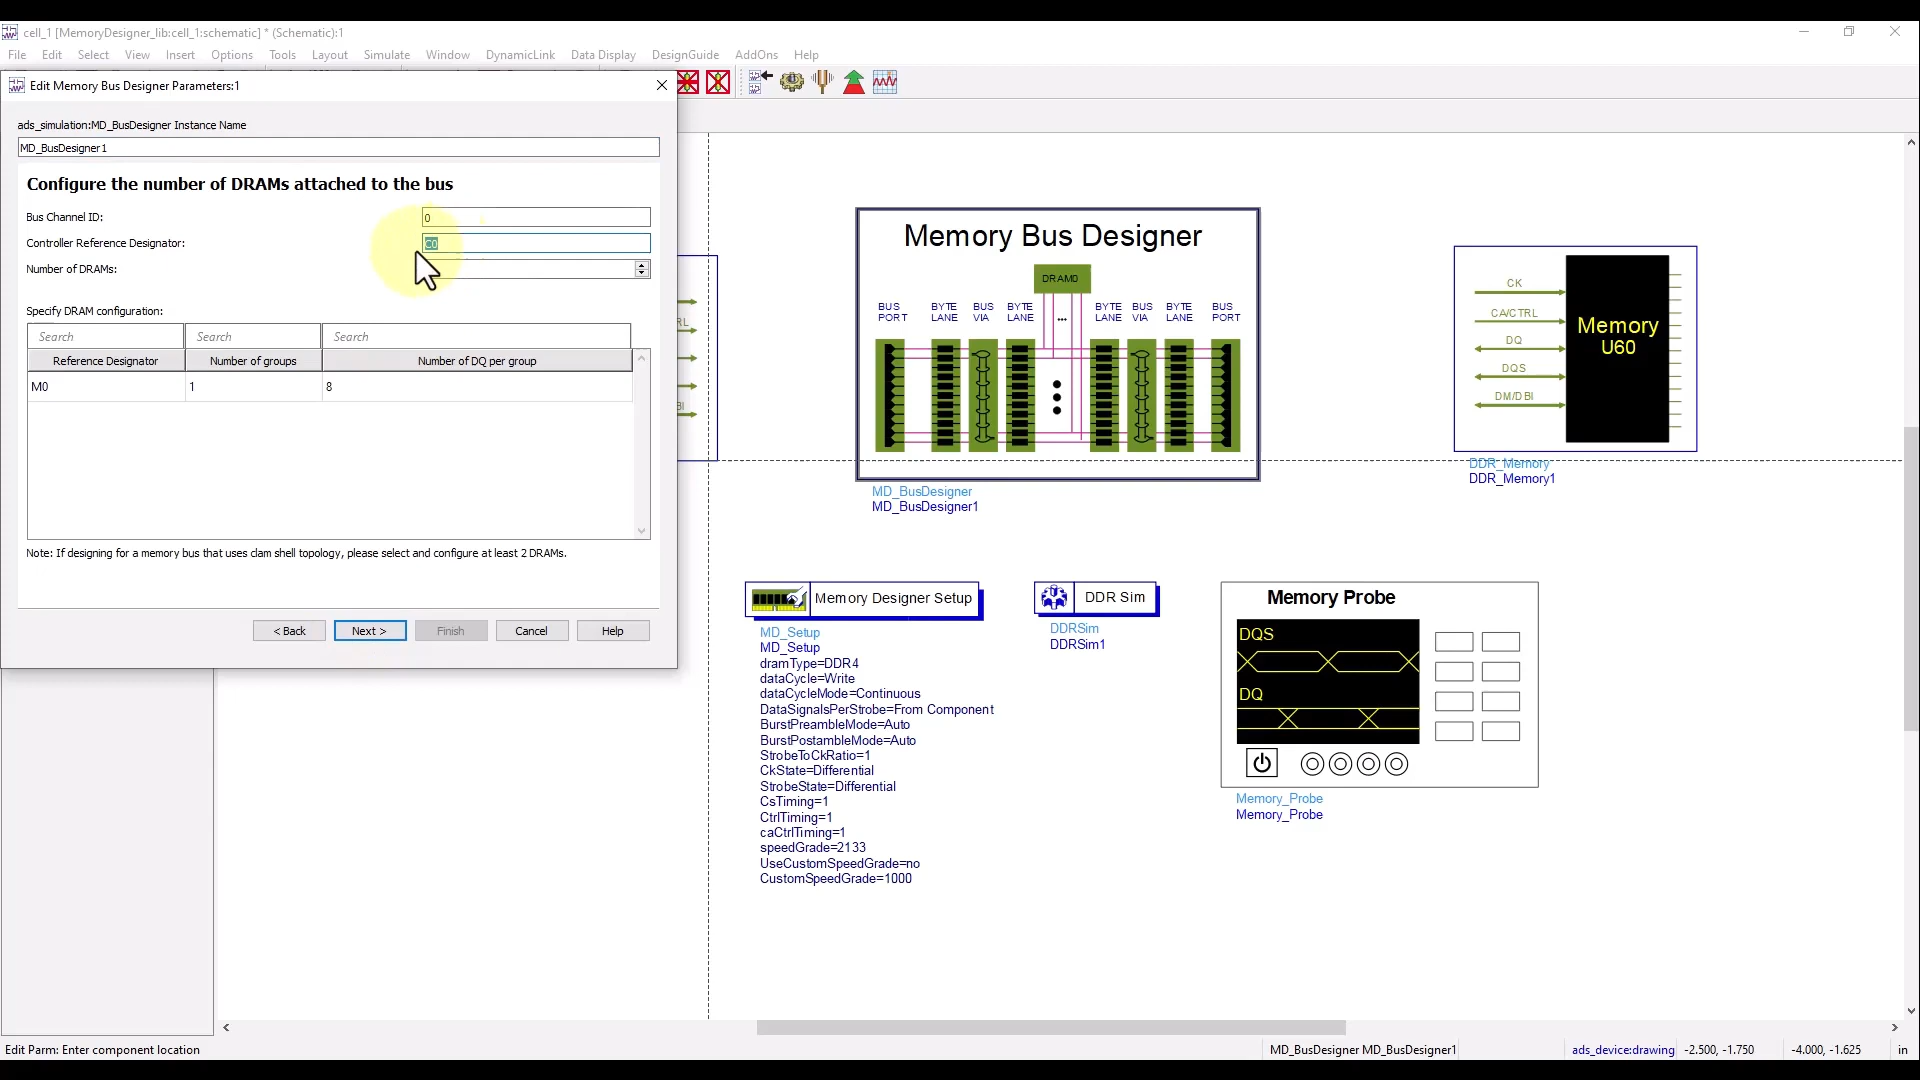 cell_1 [MemoryDesigner_lib:cell_1:schematic] * (Schematic):1
File Edit Select View Insert Options Tools Layout Simulate Window DynamicLink Data Display DesignGuide AddOns Help
Edit Memory Bus Designer Parameters:1
ads_simulation:MD_BusDesigner Instance Name
MD_BusDesigner1
Configure the number of DRAMs attached to the bus
Bus Channel ID:
0
Controller Reference Designator:
C0
Number of DRAMs:
Specify DRAM configuration:
Search Search Search
Reference Designator Number of groups Number of DQ per group
M0 1 8
Note: If designing for a memory bus that uses clam shell topology, please select and configure at least 2 DRAMs.
< Back Next > Finish Cancel Help
Memory Bus Designer
DRAM0
BUS PORT
BYTE LANE
BUS VIA
BYTE LANE
...
BYTE LANE
BUS VIA
BYTE LANE
BUS PORT
MD_BusDesigner
MD_BusDesigner1
CK
CA/CTRL
DQ
DQS
DM/DBI
Memory
U60
DDR_Memory
DDR_Memory1
Memory Designer Setup
MD_Setup
MD_Setup
dramType=DDR4
dataCycle=Write
dataCycleMode=Continuous
DataSignalsPerStrobe=From Component
BurstPreambleMode=Auto
BurstPostambleMode=Auto
StrobeToCkRatio=1
CkState=Differential
StrobeState=Differential
CsTiming=1
CtrlTiming=1
caCtrlTiming=1
speedGrade=2133
UseCustomSpeedGrade=no
CustomSpeedGrade=1000
DDR Sim
DDRSim
DDRSim1
Memory Probe
DQS
DQ
Memory_Probe
Memory_Probe
Edit Parm: Enter component location
MD_BusDesigner MD_BusDesigner1
ads_device:drawing
-2.500, -1.750
-4.000, -1.625
in